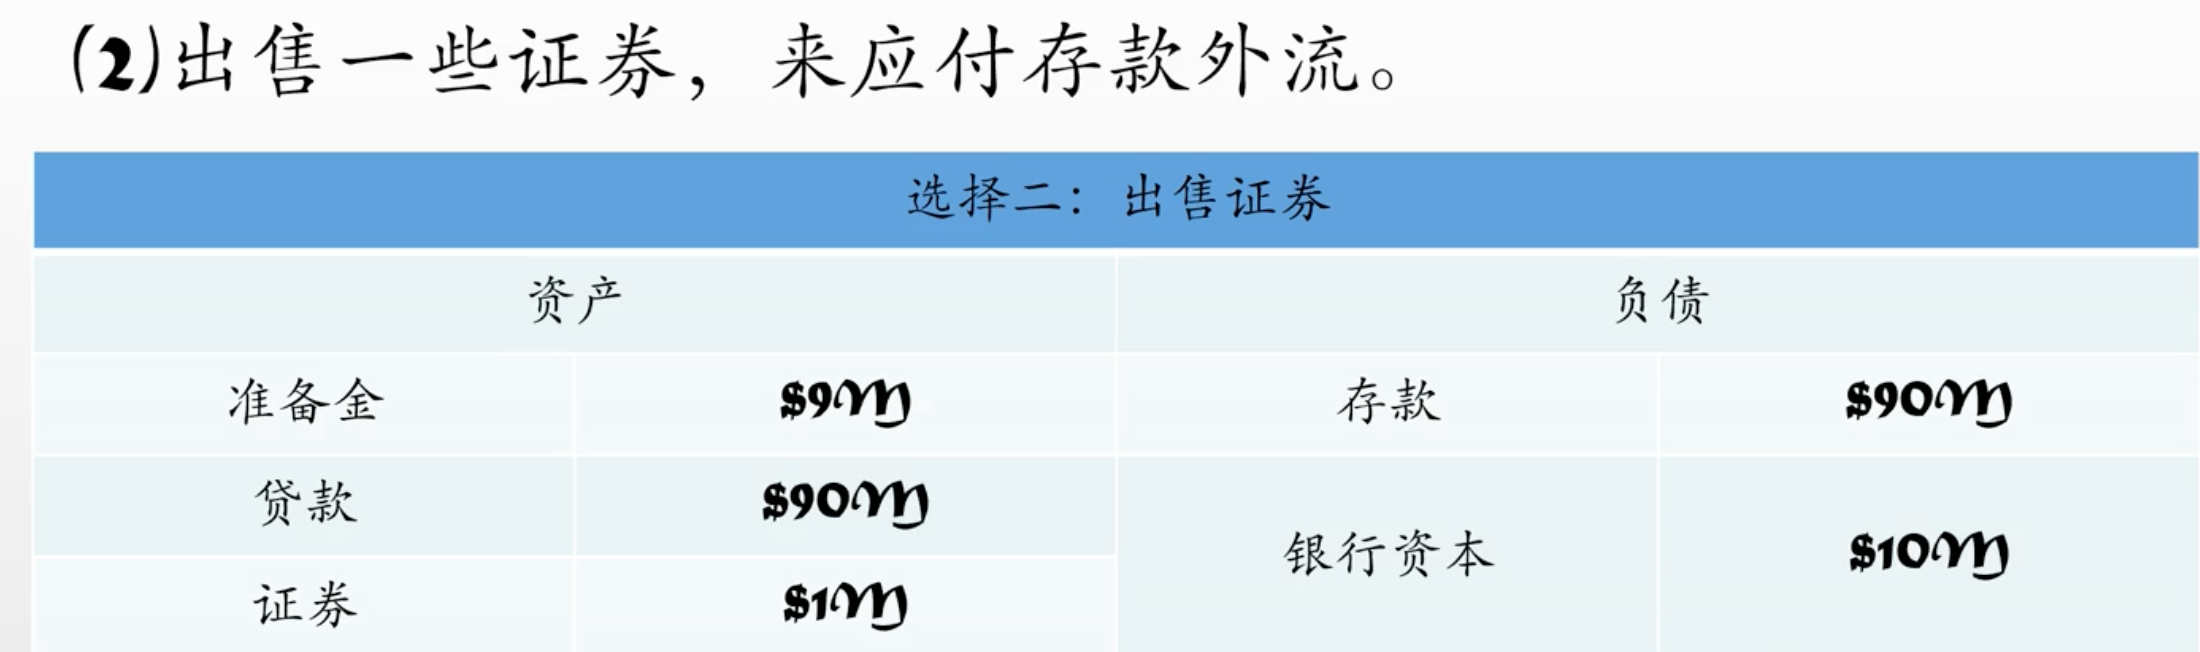 (2)出售一些证券，来应付存款外流。
选择二：出售证券
资产 负债
准备金 $9M 存款 $90M
贷款 $90M
银行资本 $10M
证券 $1M